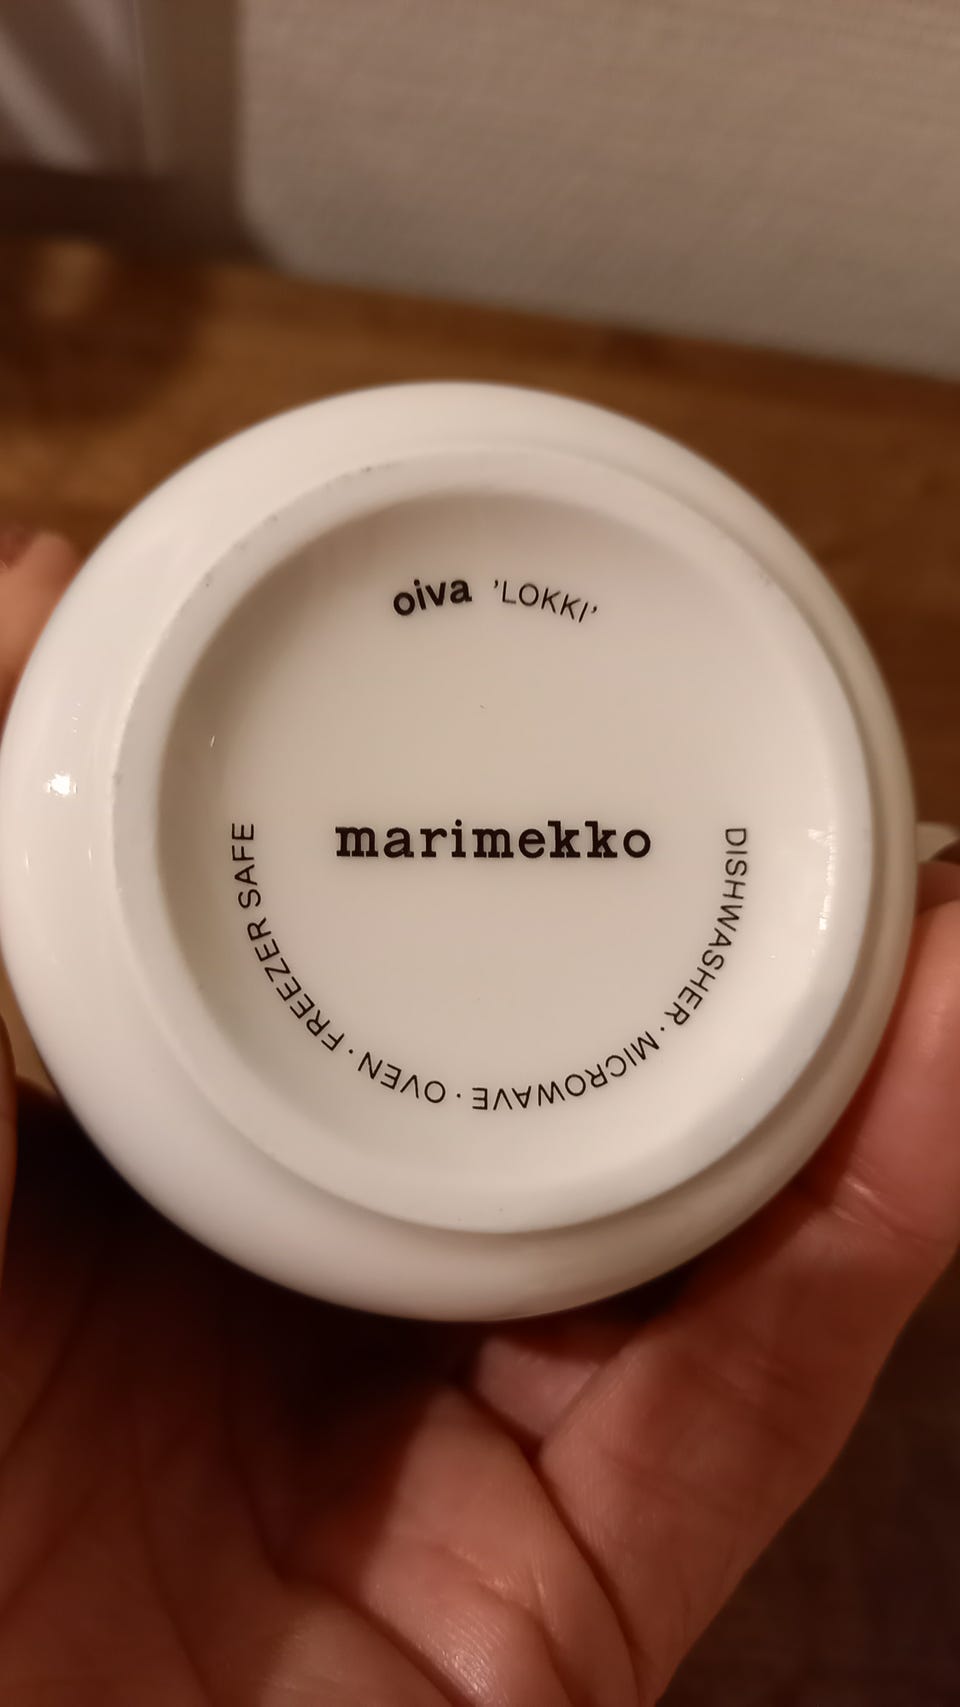 oiva 'LOKKI'
marimekko
DISHWASHER · MICROWAVE · OVEN · FREEZER SAFE